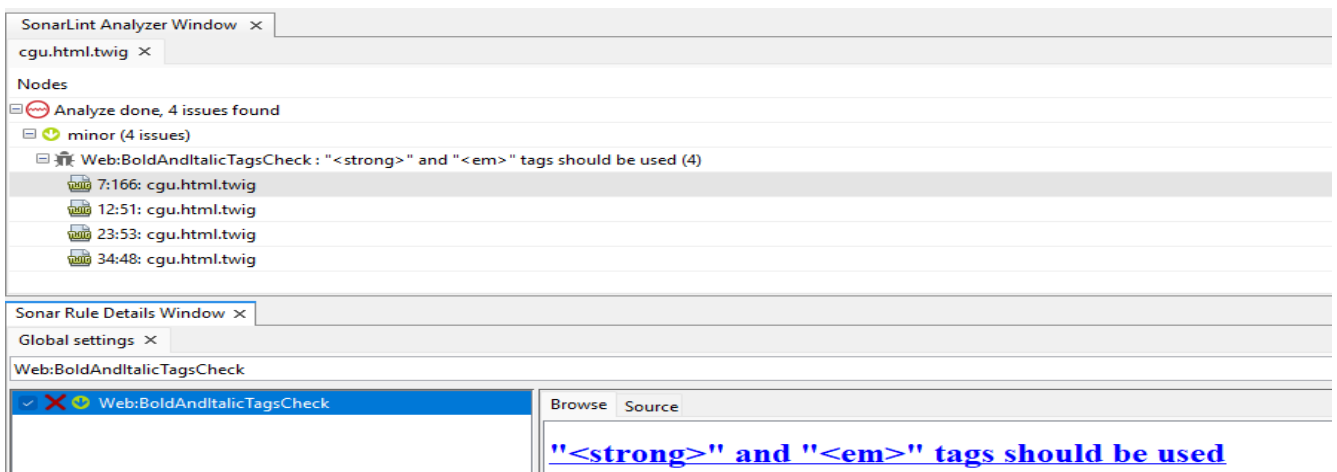 SonarLint Analyzer Window ×
cgu.html.twig ×
Nodes
Analyze done, 4 issues found
minor (4 issues)
Web:BoldAndItalicTagsCheck : "<strong>" and "<em>" tags should be used (4)
7:166: cgu.html.twig
12:51: cgu.html.twig
23:53: cgu.html.twig
34:48: cgu.html.twig
Sonar Rule Details Window ×
Global settings ×
Web:BoldAndItalicTagsCheck
Web:BoldAndItalicTagsCheck
Browse Source
"<strong>" and "<em>" tags should be used